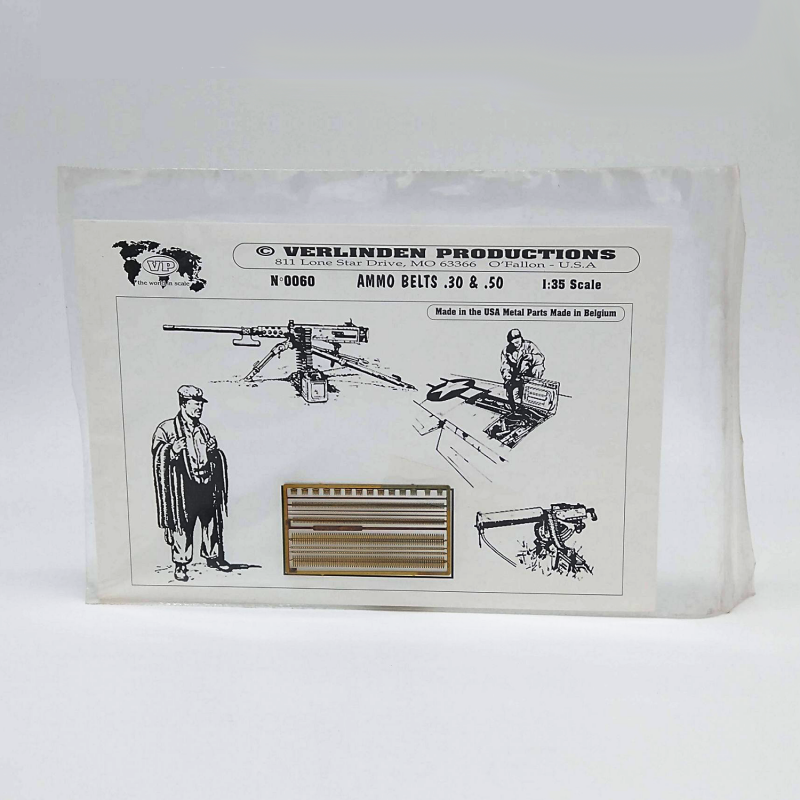 © VERLINDEN PRODUCTIONS
811 Lone Star Drive, MO 63366 O'Fallon - U.S.A
VP
the world in scale
N°0060 AMMO BELTS .30 & .50 1:35 Scale
Made in the USA Metal Parts Made in Belgium